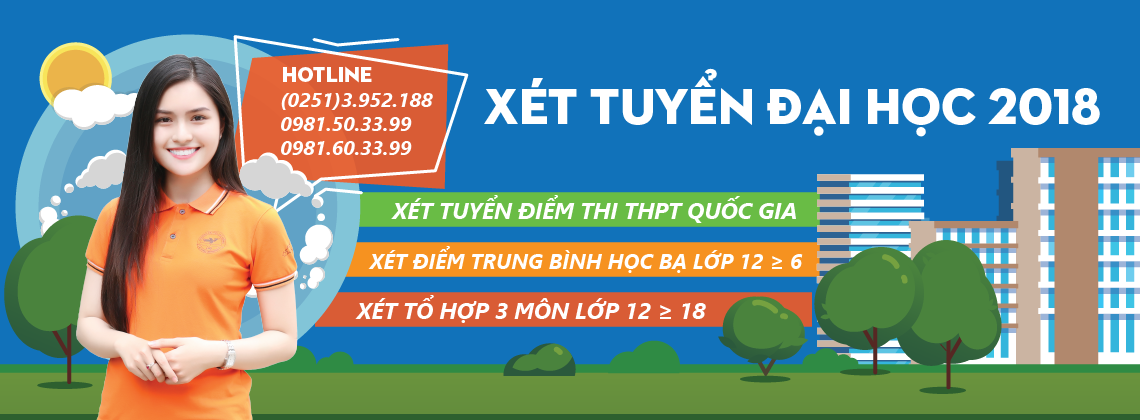 HOTLINE
(0251)3.952.188
0981.50.33.99
0981.60.33.99
XÉT TUYỂN ĐẠI HỌC 2018
XÉT TUYỂN ĐIỂM THI THPT QUỐC GIA
XÉT ĐIỂM TRUNG BÌNH HỌC BẠ LỚP 12 ≥ 6
XÉT TỔ HỢP 3 MÔN LỚP 12 ≥ 18